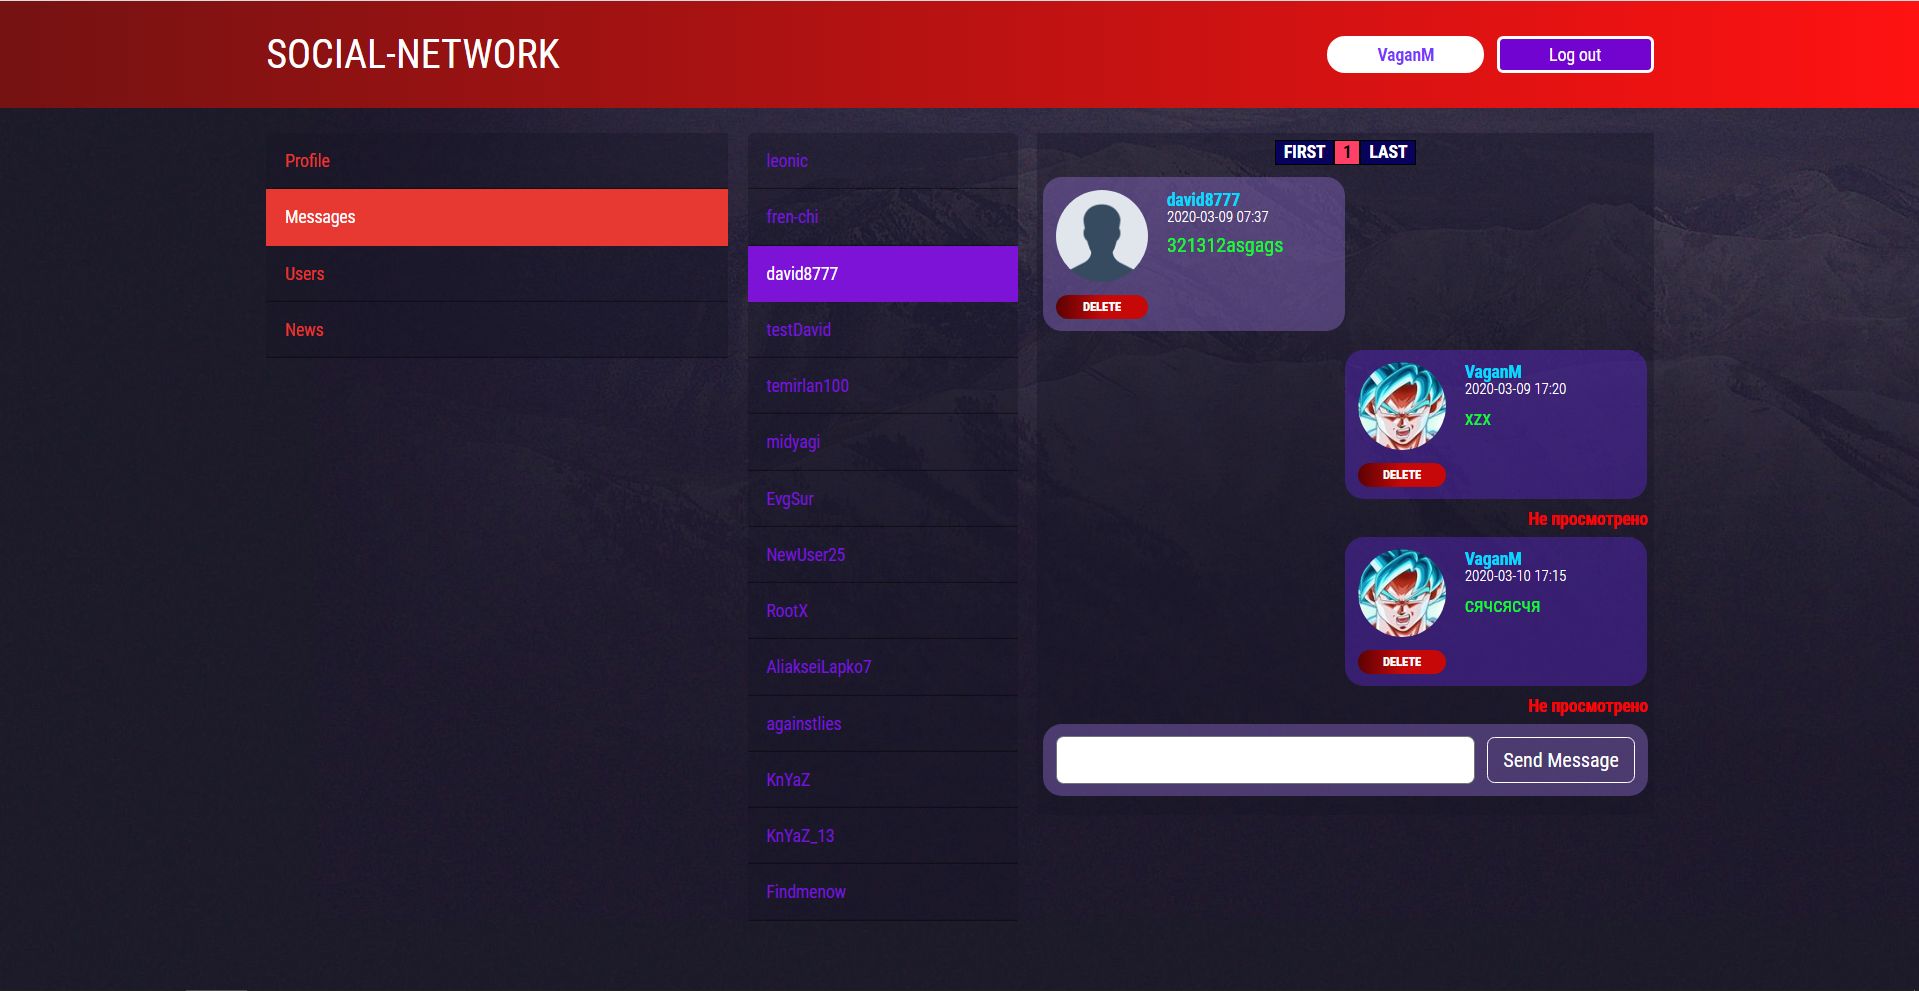 SOCIAL-NETWORK
VaganM
Log out
Profile
Messages
Users
News
leonic
fren-chi
david8777
testDavid
temirlan100
midyagi
EvgSur
NewUser25
RootX
AliakseiLapko7
againstlies
KnYaZ
KnYaZ_13
Findmenow
FIRST 1 LAST
david8777
2020-03-09 07:37
321312asgags
DELETE
VaganM
2020-03-09 17:20
xzx
DELETE
Не просмотрено
VaganM
2020-03-10 17:15
сячсясчя
DELETE
Не просмотрено
Send Message